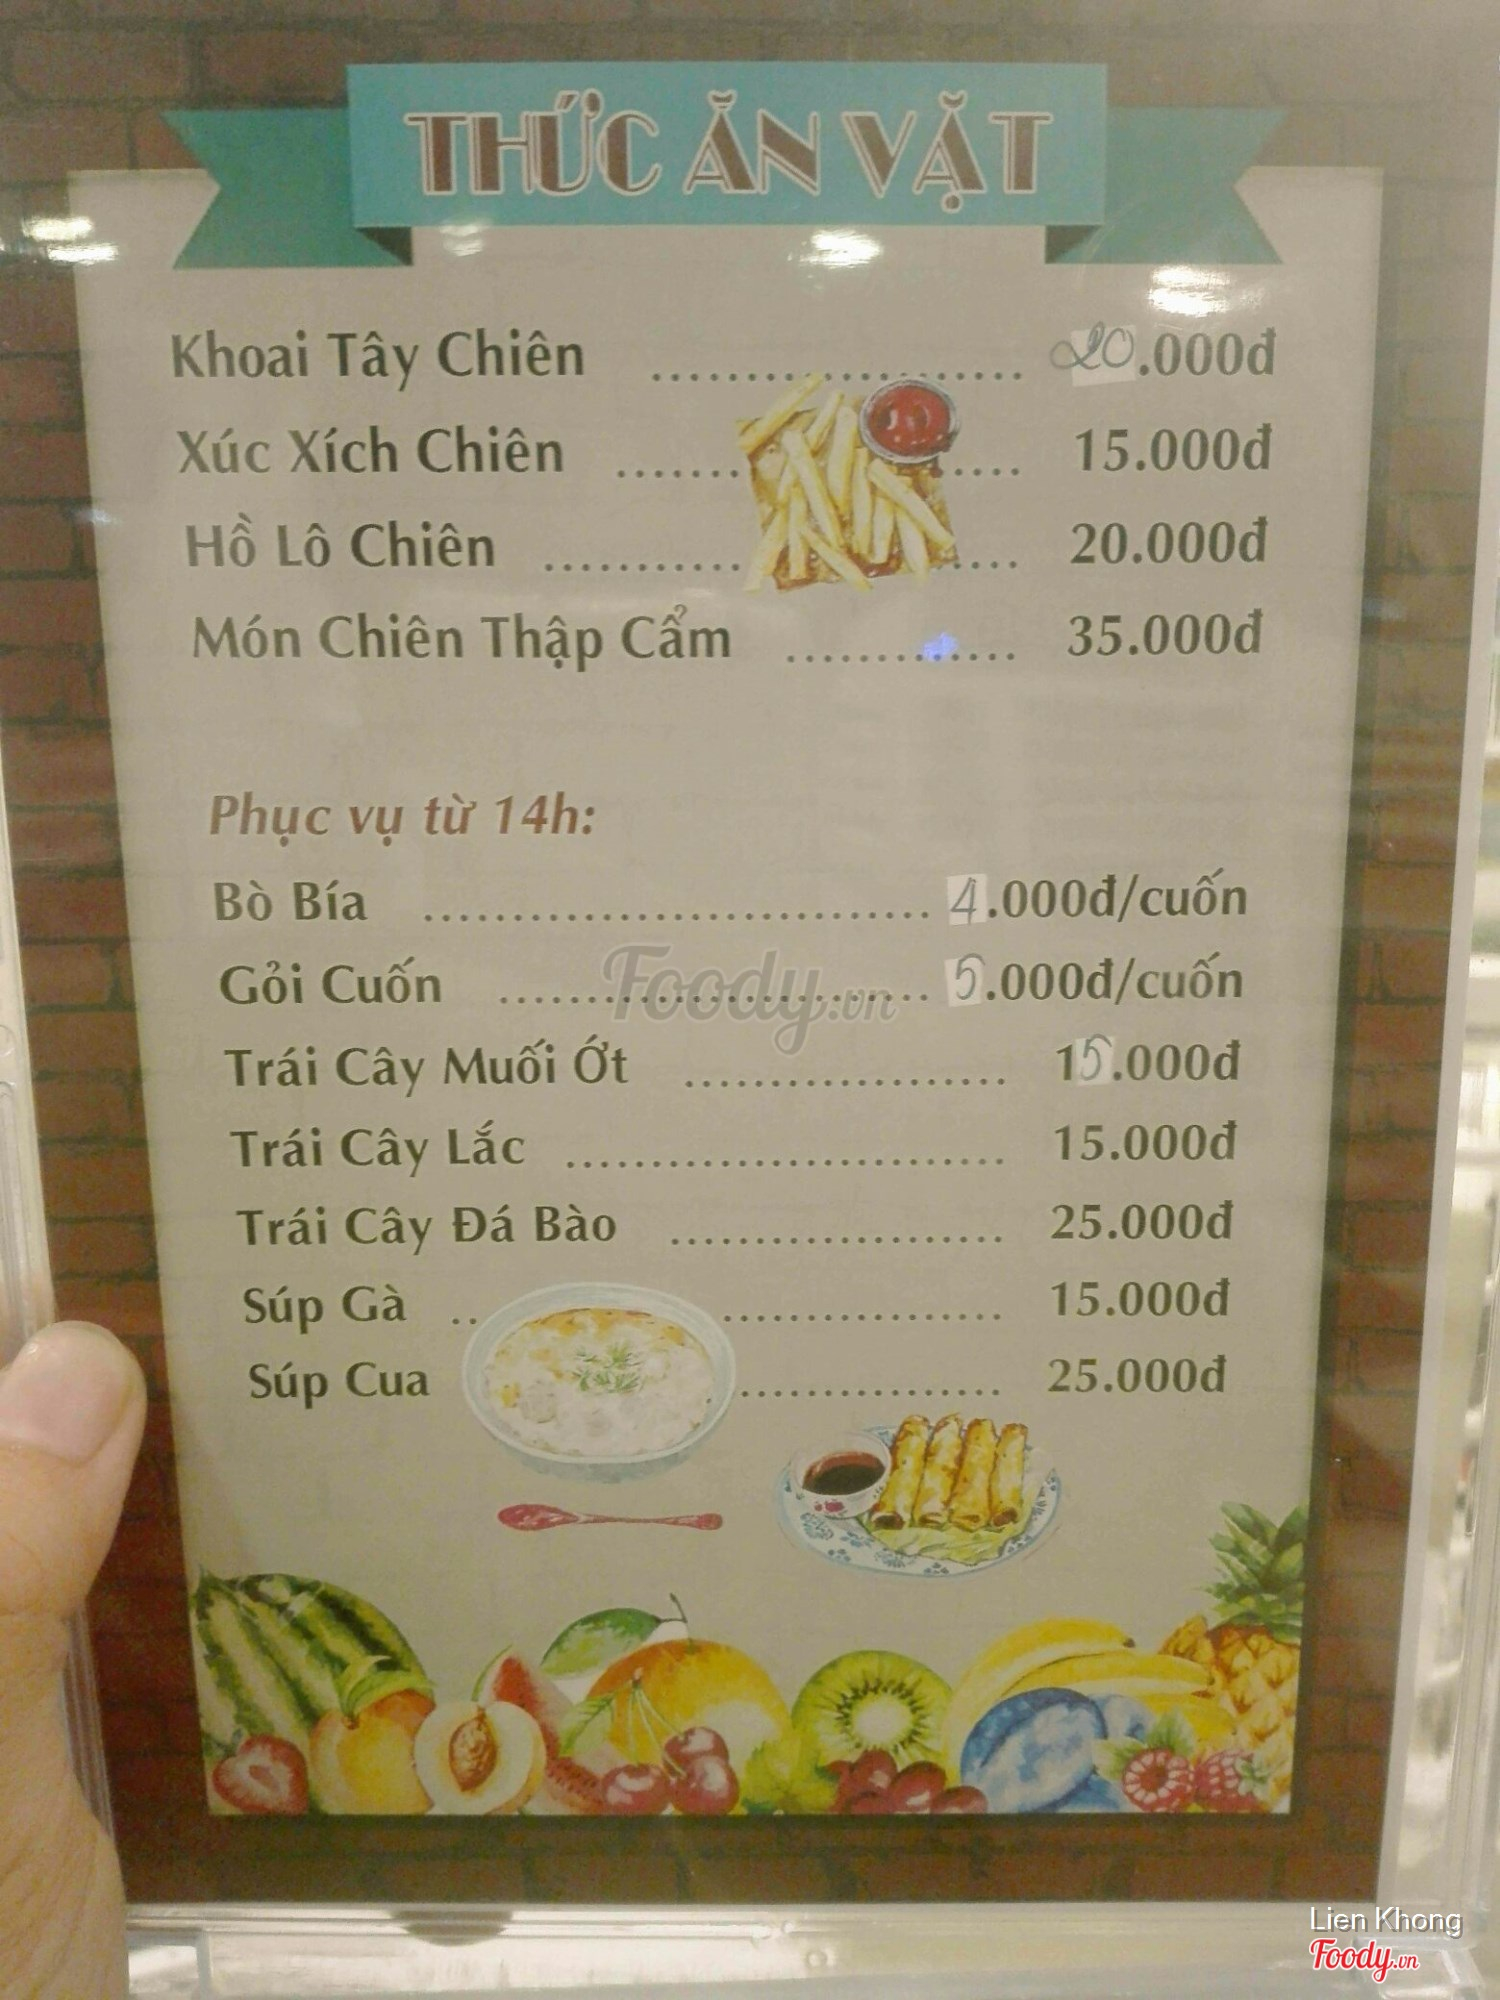 THỨC ĂN VẶT
Khoai Tây Chiên ................... 20.000đ
Xúc Xích Chiên ........... 15.000đ
Hồ Lô Chiên ............... 20.000đ
Món Chiên Thập Cẩm ............. 35.000đ
Phục vụ từ 14h:
Bò Bía .............................. 4.000đ/cuốn
Gỏi Cuốn .......................... 5.000đ/cuốn
Foody.vn
Trái Cây Muối Ớt ................... 15.000đ
Trái Cây Lắc .......................... 15.000đ
Trái Cây Đá Bào .................... 25.000đ
Súp Gà ................... 15.000đ
Súp Cua ................ 25.000đ
Lien Khong
Foody.vn